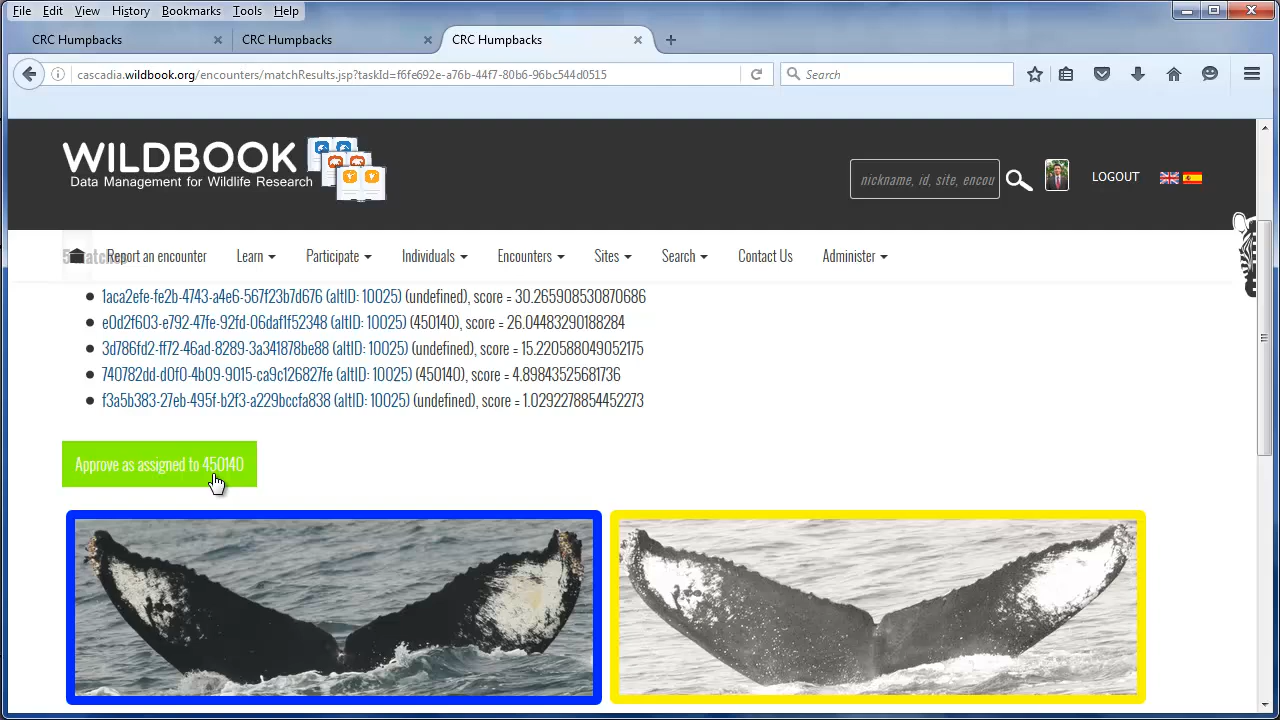 File Edit View History Bookmarks Tools Help
CRC Humpbacks CRC Humpbacks CRC Humpbacks
cascadia.wildbook.org/encounters/matchResults.jsp?taskId=f6fe692e-a76b-44f7-80b6-96b5544d0515 Search
WILDBOOK
Data Management for Wildlife Research
nickname, id, site, encou LOGOUT
Report an encounter Learn Participate Individuals Encounters Sites Search Contact Us Administer
1aca2efe-fe2b-4743-a4e6-567f23b7d676 (altID: 10025) (undefined), score = 30.265908530870686
e0d2f603-e792-47fe-92fd-06daf1f52348 (altID: 10025) (450140), score = 26.04483290188284
3d786fd2-ff72-46ad-8289-3a341878be88 (altID: 10025) (undefined), score = 15.220588049052175
740782dd-d0f0-4b09-9015-ca9c126827fe (altID: 10025) (450140), score = 4.89843525681736
f3a5b383-27eb-495f-b2f3-a229bccfa838 (altID: 10025) (undefined), score = 1.0292278854452273
Approve as assigned to 450140